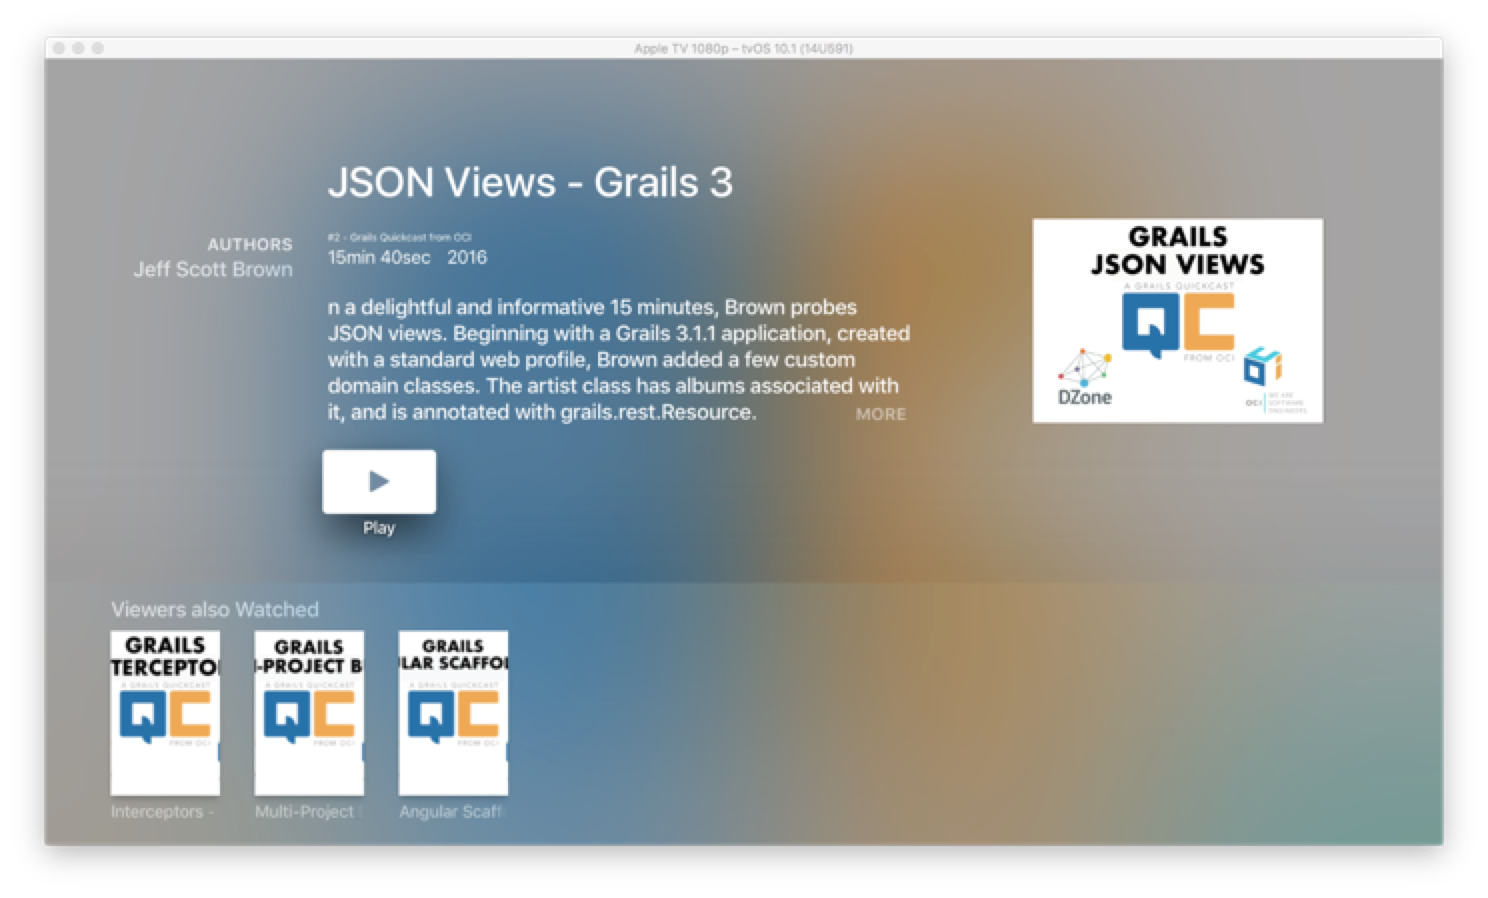 Apple TV 1080p – tvOS 10.1 (14U591)
JSON Views - Grails 3
AUTHORS
Jeff Scott Brown
#2 - Grails Quickcast from OCI
15min 40sec 2016
n a delightful and informative 15 minutes, Brown probes
JSON views. Beginning with a Grails 3.1.1 application, created
with a standard web profile, Brown added a few custom
domain classes. The artist class has albums associated with
it, and is annotated with grails.rest.Resource.
MORE
Play
GRAILS
JSON VIEWS
A GRAILS QUICKCAST
QC
FROM OCI
DZone
OCI
WE ARE
SOFTWARE
ENGINEERS
Viewers also Watched
GRAILS
TERCEPTO
A GRAILS QUICKCAST
QC
FROM OCI
Interceptors -
GRAILS
I-PROJECT B
A GRAILS QUICKCAST
QC
FROM OCI
Multi-Project
GRAILS
LAR SCAFFOL
A GRAILS QUICKCAST
QC
FROM OCI
Angular Scaff